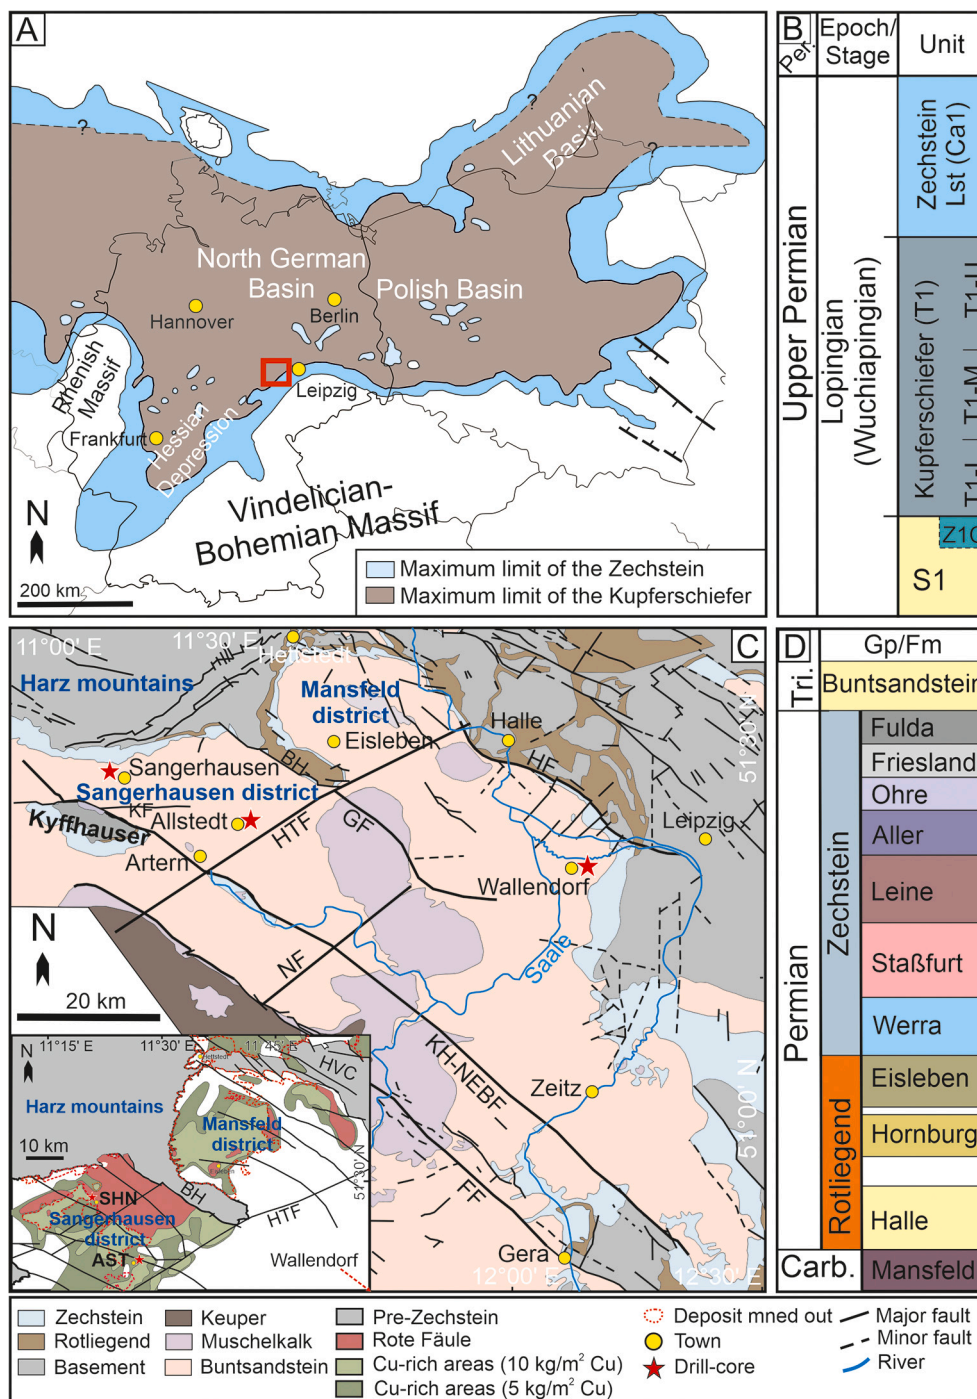 A
?
?
?
Lithuanian
Basin
North German
Basin
Polish Basin
Hannover
Berlin
Rhenish
Massif
Leipzig
Frankfurt
Hessian
Depression
N
Vindelician-
Bohemian Massif
200 km
Maximum limit of the Zechstein
Maximum limit of the Kupferschiefer
B
Per.
Epoch/
Stage
Unit
Upper Permian
Lopingian
(Wuchiapingian)
Zechstein
Lst (Ca1)
Kupferschiefer (T1)
T1-M
S1
C
11°00' E
11°30' E
Hettstedt
Harz mountains
Mansfeld
district
Eisleben
Halle
51°30' N
BH
HF
Sangerhausen
Sangerhausen district
KF
Kyffhauser
Allstedt
HTF
GF
Leipzig
Artern
Wallendorf
N
20 km
NF
Saale
KH-NEBF
Zeitz
51°00' N
FF
Gera
12°00' E
12°30' E
11°15' E
11°30' E
11°45' E
N
Hettstedt
HVC
Harz mountains
Mansfeld
district
10 km
51°30' N
BH
SHN
Sangerhausen
district
HTF
AST
Wallendorf
D
Gp/Fm
Tri.
Buntsandstein
Permian
Zechstein
Fulda
Friesland
Ohre
Aller
Leine
Staßfurt
Werra
Rotliegend
Eisleben
Hornburg
Halle
Carb.
Mansfeld
Zechstein
Rotliegend
Basement
Keuper
Muschelkalk
Buntsandstein
Pre-Zechstein
Rote Fäule
Cu-rich areas (10 kg/m² Cu)
Cu-rich areas (5 kg/m² Cu)
Deposit mned out
Town
Drill-core
Major fault
Minor fault
River